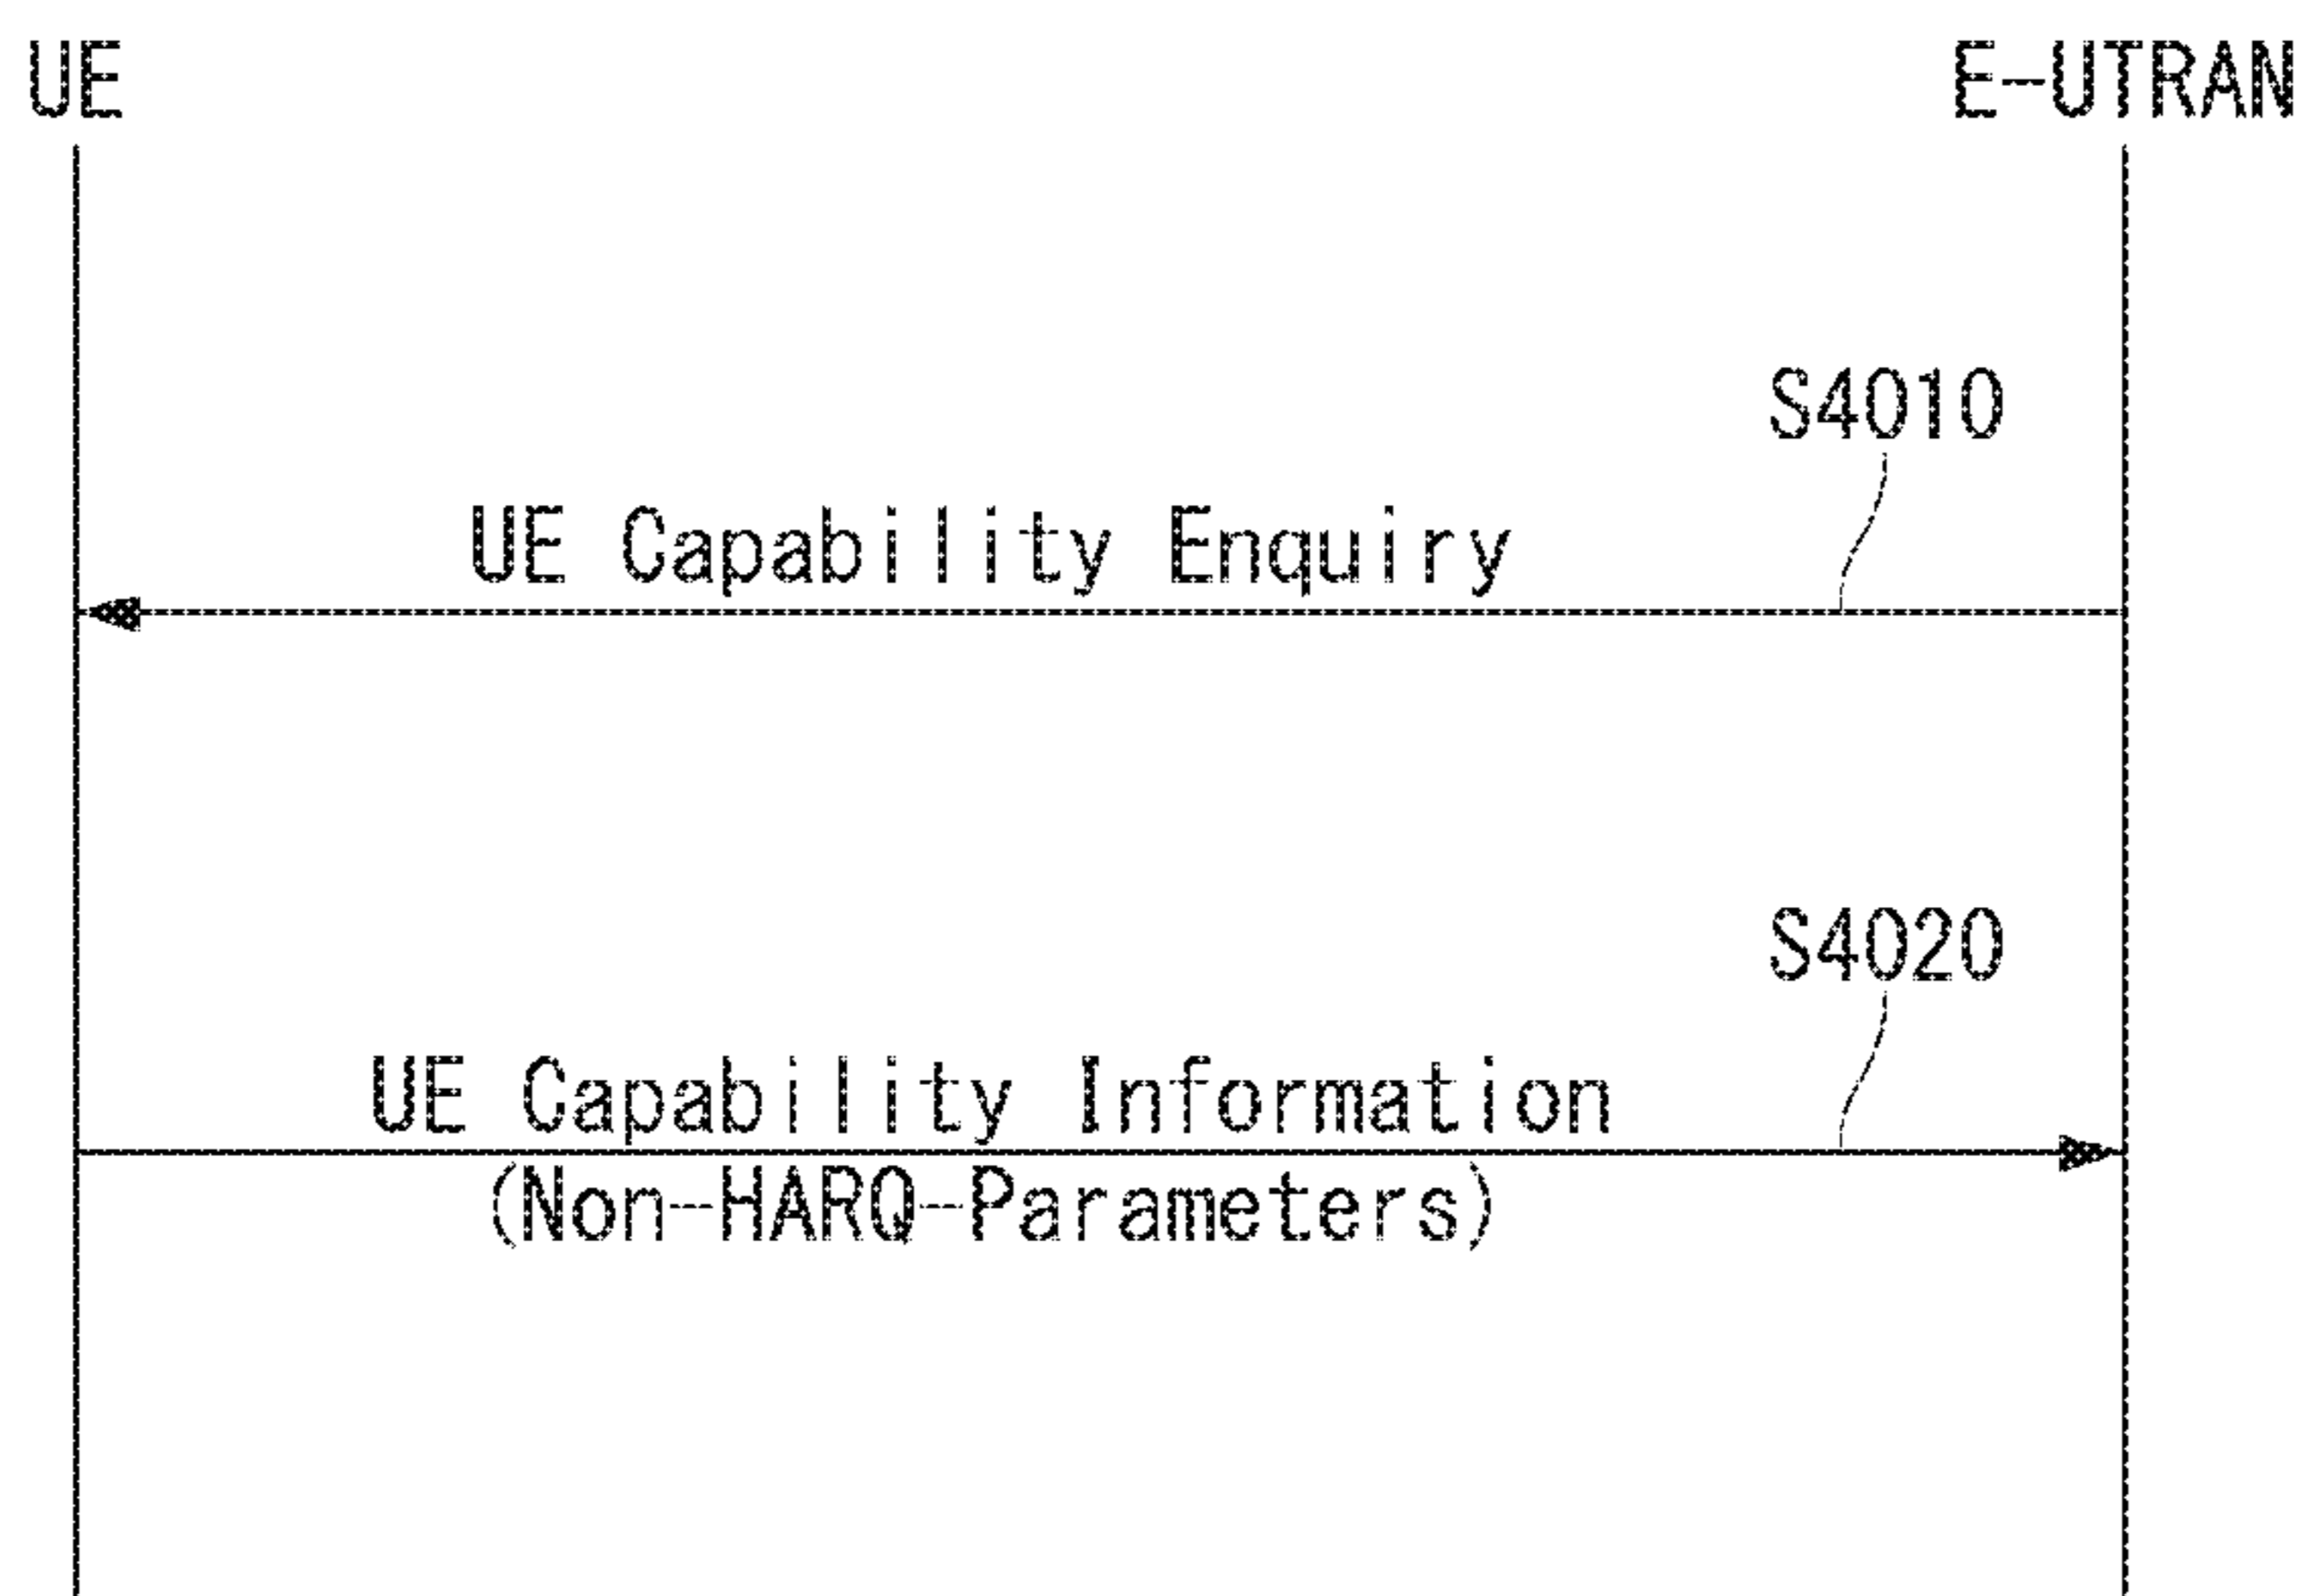 UE
E-UTRAN
S4010
UE Capability Enquiry
S4020
UE Capability Information
(Non-HARQ-Parameters)